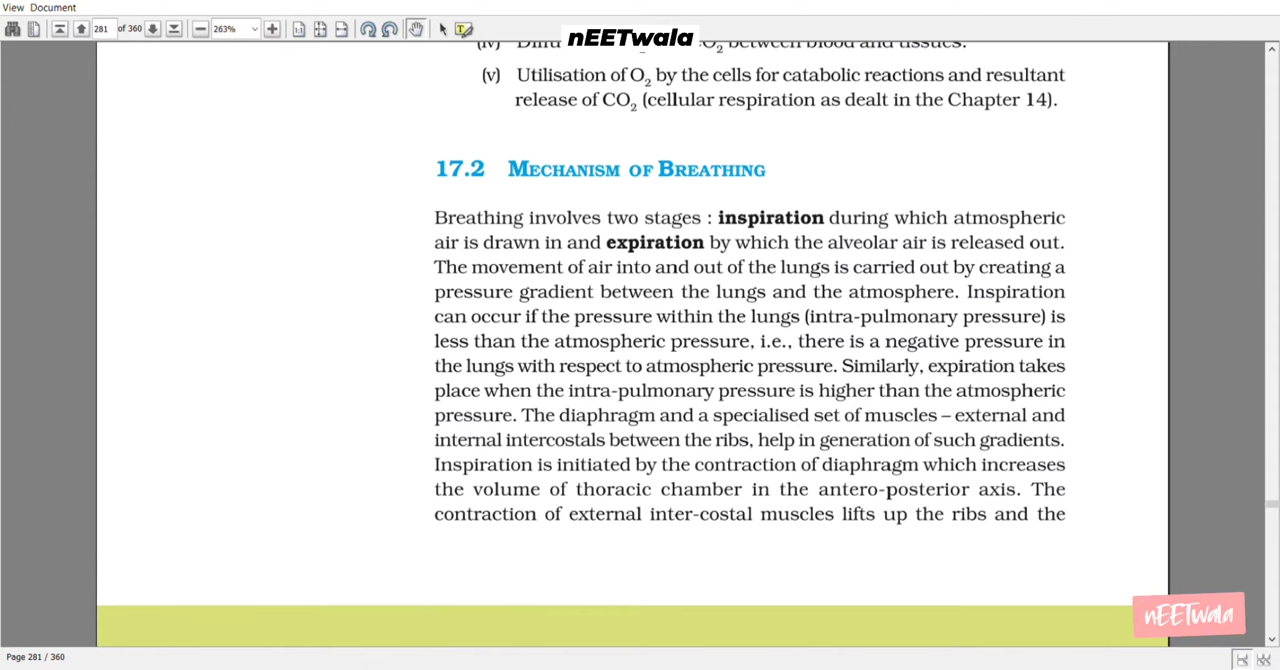 View Document
281 of 360 263%
nEETwala
(iv) O2 between blood and tissues.
(v) Utilisation of O2 by the cells for catabolic reactions and resultant
release of CO2 (cellular respiration as dealt in the Chapter 14).
17.2 MECHANISM OF BREATHING
Breathing involves two stages : inspiration during which atmospheric
air is drawn in and expiration by which the alveolar air is released out.
The movement of air into and out of the lungs is carried out by creating a
pressure gradient between the lungs and the atmosphere. Inspiration
can occur if the pressure within the lungs (intra-pulmonary pressure) is
less than the atmospheric pressure, i.e., there is a negative pressure in
the lungs with respect to atmospheric pressure. Similarly, expiration takes
place when the intra-pulmonary pressure is higher than the atmospheric
pressure. The diaphragm and a specialised set of muscles – external and
internal intercostals between the ribs, help in generation of such gradients.
Inspiration is initiated by the contraction of diaphragm which increases
the volume of thoracic chamber in the antero-posterior axis. The
contraction of external inter-costal muscles lifts up the ribs and the
nEETwala
Page 281 / 360